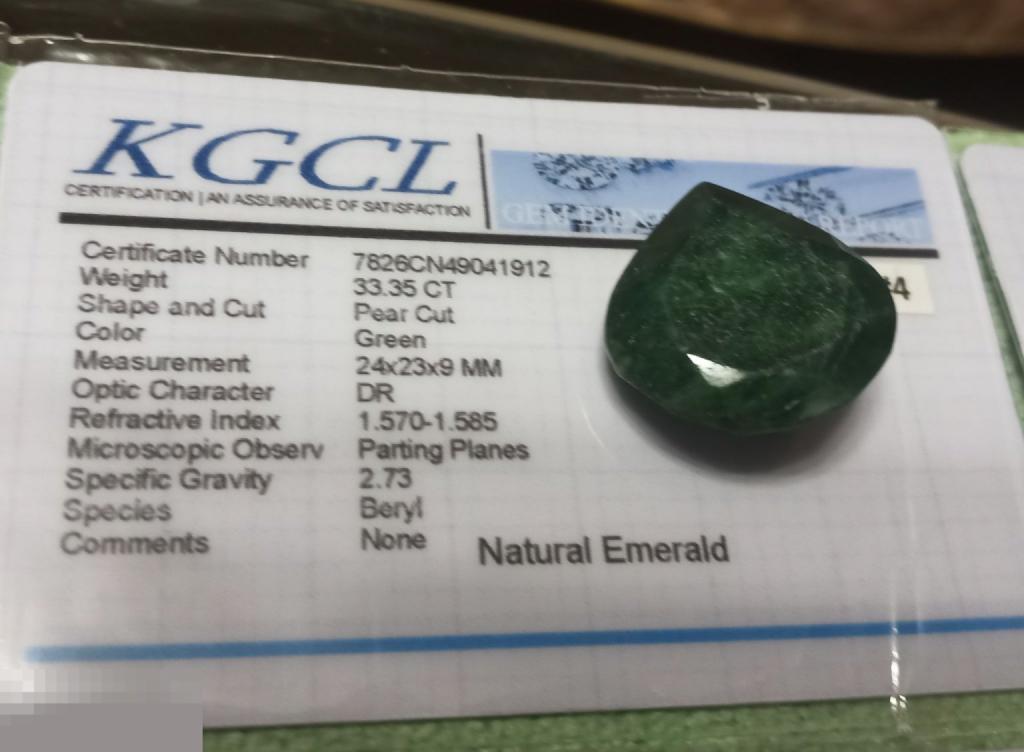 KGCL
CERTIFICATION | AN ASSURANCE OF SATISFACTION
Certificate Number 7826CN49041912
Weight 33.35 CT
Shape and Cut Pear Cut
Color Green
Measurement 24x23x9 MM
Optic Character DR
Refractive Index 1.570-1.585
Microscopic Observ Parting Planes
Specific Gravity 2.73
Species Beryl
Comments None
Natural Emerald